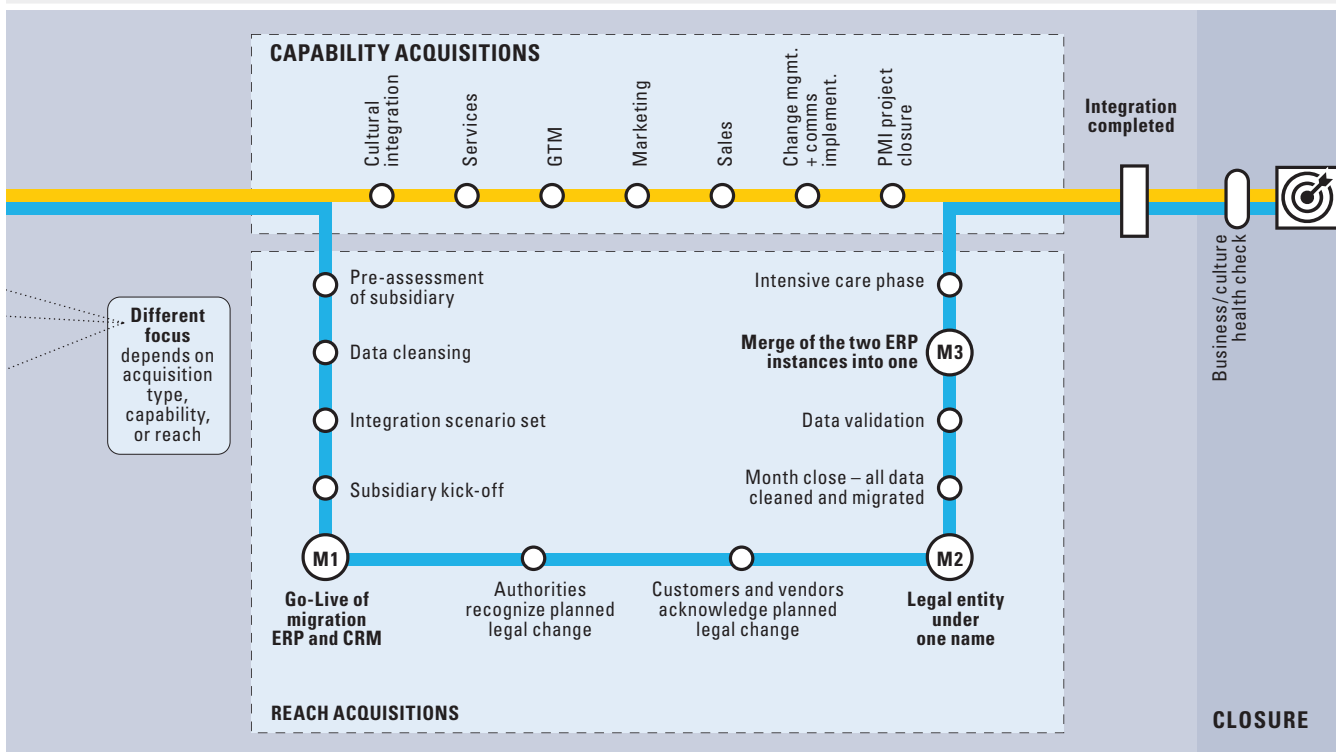 CAPABILITY ACQUISITIONS
Cultural
integration
Services
GTM
Marketing
Sales
Change mgmt.
+ comms
implement.
PMI project
closure
Integration
completed
Business/culture
health check
Different
focus
depends on
acquisition
type,
capability,
or reach
Pre-assessment
of subsidiary
Data cleansing
Integration scenario set
Subsidiary kick-off
M1
Go-Live of
migration
ERP and CRM
Authorities
recognize planned
legal change
Customers and vendors
acknowledge planned
legal change
M2
Legal entity
under
one name
Month close – all data
cleaned and migrated
Data validation
Merge of the two ERP
instances into one
M3
Intensive care phase
REACH ACQUISITIONS
CLOSURE